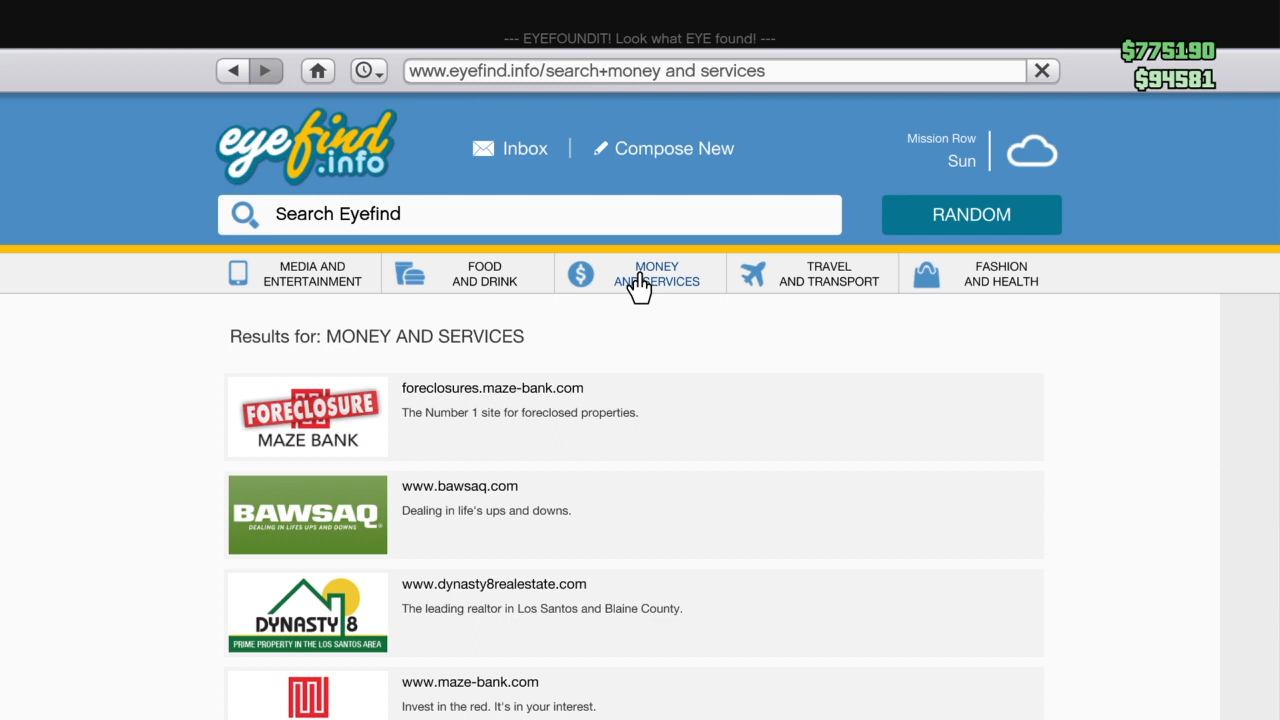 --- EYEFOUNDIT! Look what EYE found! ---
www.eyefind.info/search+money and services
$775190
$94581
eyefind
.info
Inbox
Compose New
Mission Row
Sun
Search Eyefind
RANDOM
MEDIA AND
ENTERTAINMENT
FOOD
AND DRINK
MONEY
AND SERVICES
TRAVEL
AND TRANSPORT
FASHION
AND HEALTH
Results for: MONEY AND SERVICES
FORECLOSURE
MAZE BANK
foreclosures.maze-bank.com
The Number 1 site for foreclosed properties.
BAWSAQ
DEALING IN LIFES UPS AND DOWNS
www.bawsaq.com
Dealing in life's ups and downs.
DYNASTY 8
PRIME PROPERTY IN THE LOS SANTOS AREA
www.dynasty8realestate.com
The leading realtor in Los Santos and Blaine County.
www.maze-bank.com
Invest in the red. It's in your interest.